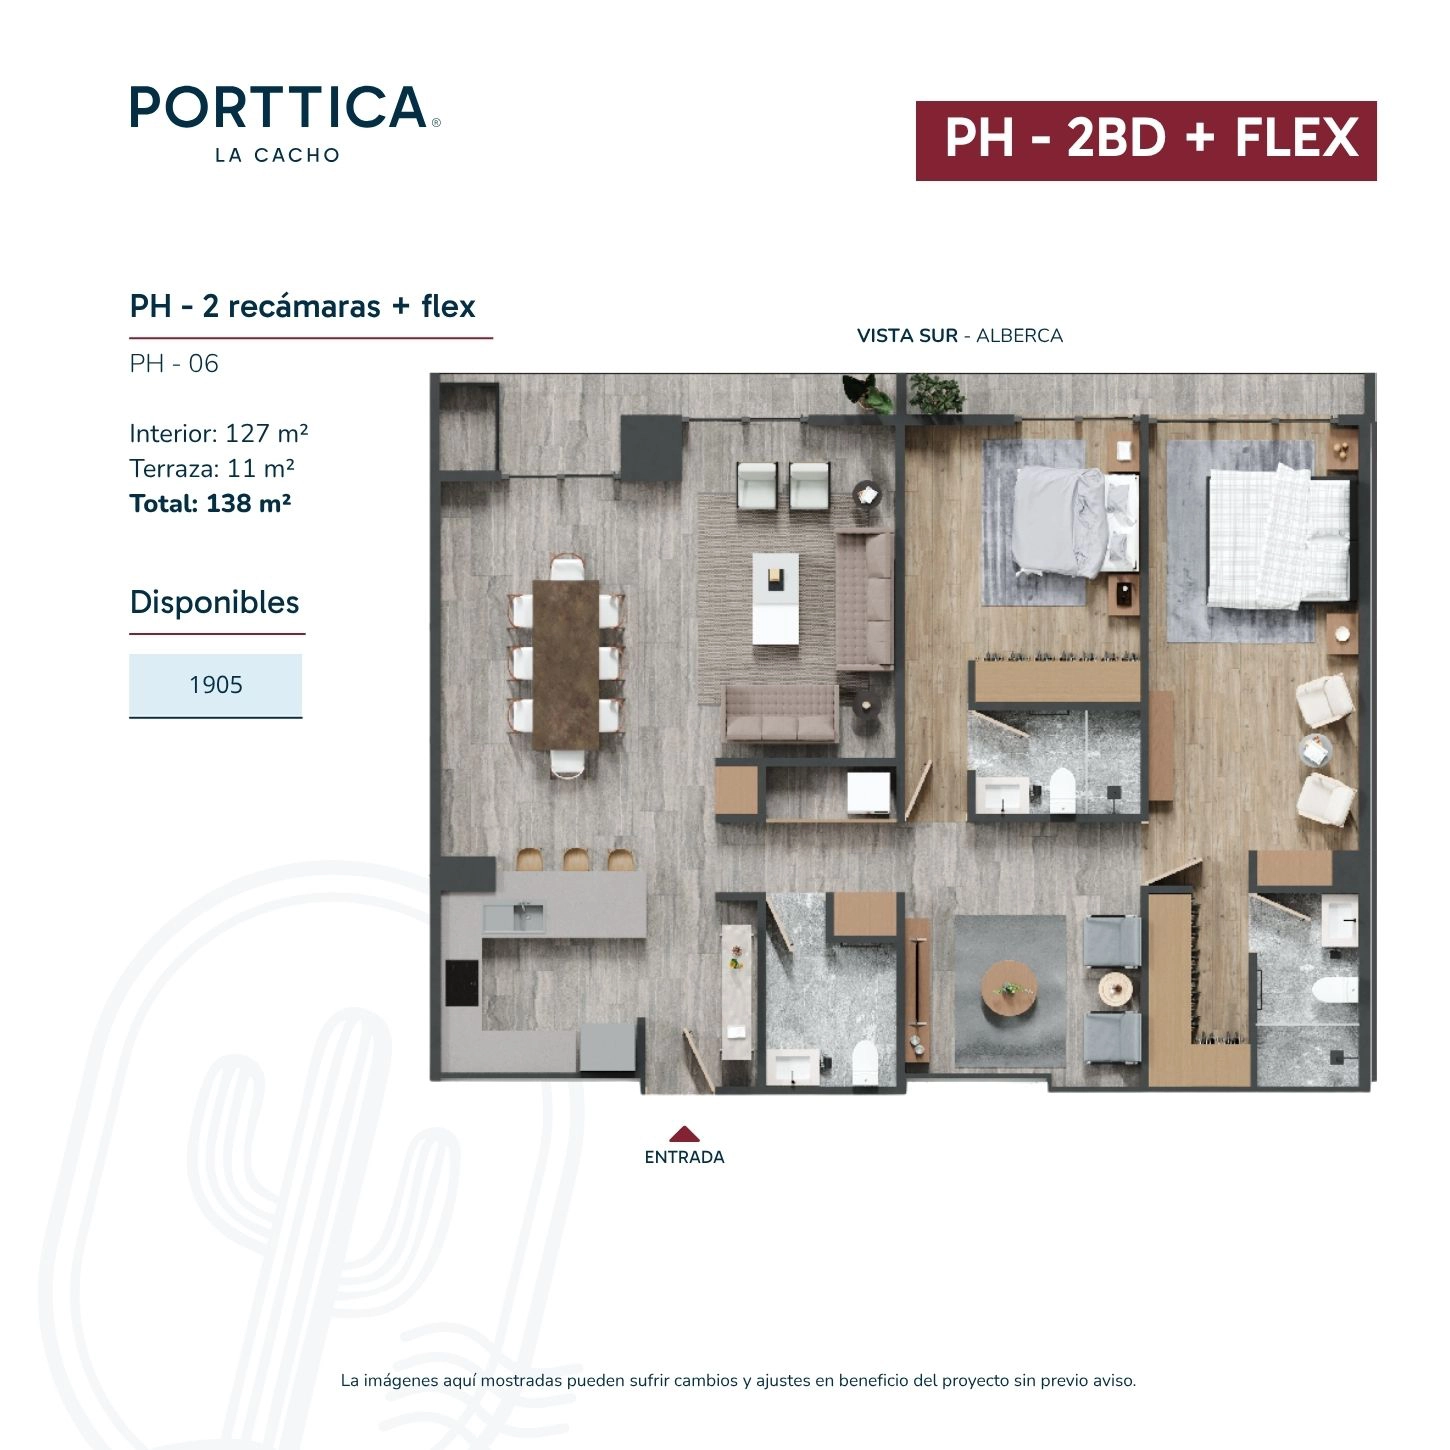 PORTTICA®
LA CACHO
PH - 2BD + FLEX
PH - 2 recámaras + flex
PH - 06
Interior: 127 m²
Terraza: 11 m²
Total: 138 m²
Disponibles
1905
VISTA SUR - ALBERCA
ENTRADA
La imágenes aquí mostradas pueden sufrir cambios y ajustes en beneficio del proyecto sin previo aviso.